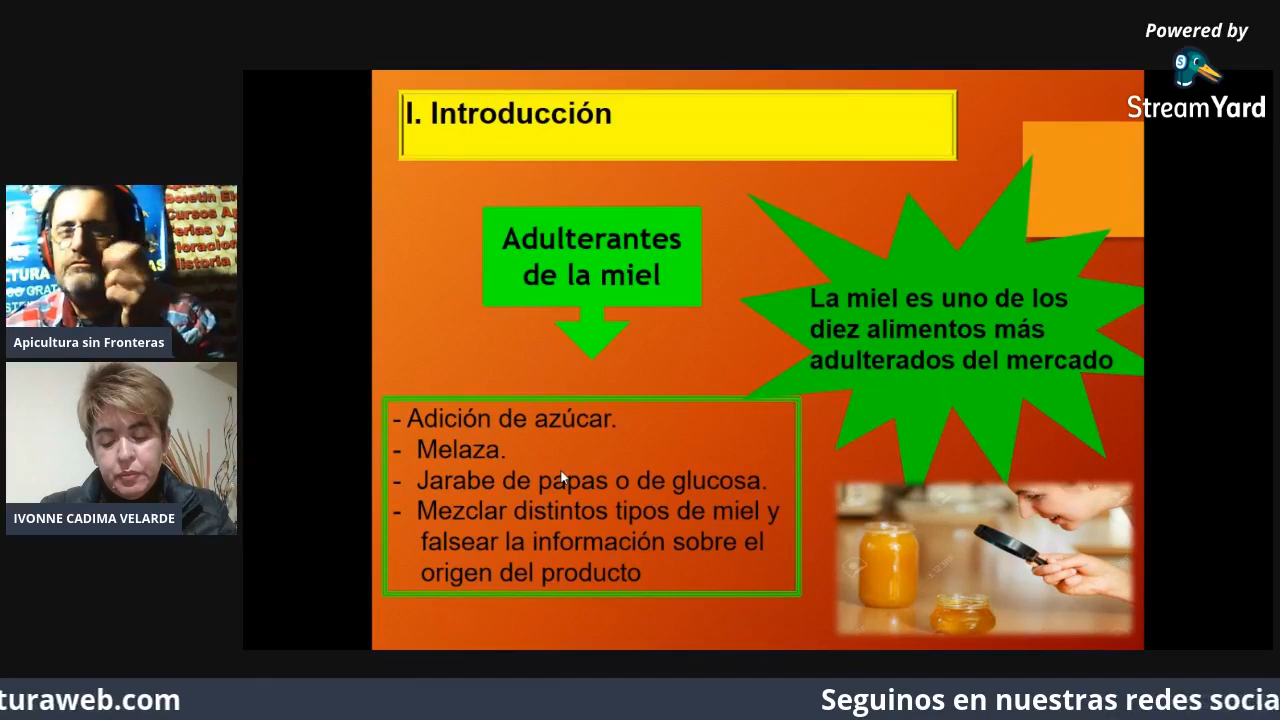 Powered by
StreamYard
I. Introducción
Adulterantes
de la miel
La miel es uno de los
diez alimentos más
adulterados del mercado
- Adición de azúcar.
- Melaza.
- Jarabe de papas o de glucosa.
- Mezclar distintos tipos de miel y
falsear la información sobre el
origen del producto
Apicultura sin Fronteras
IVONNE CADIMA VELARDE
turaweb.com
Seguinos en nuestras redes socia